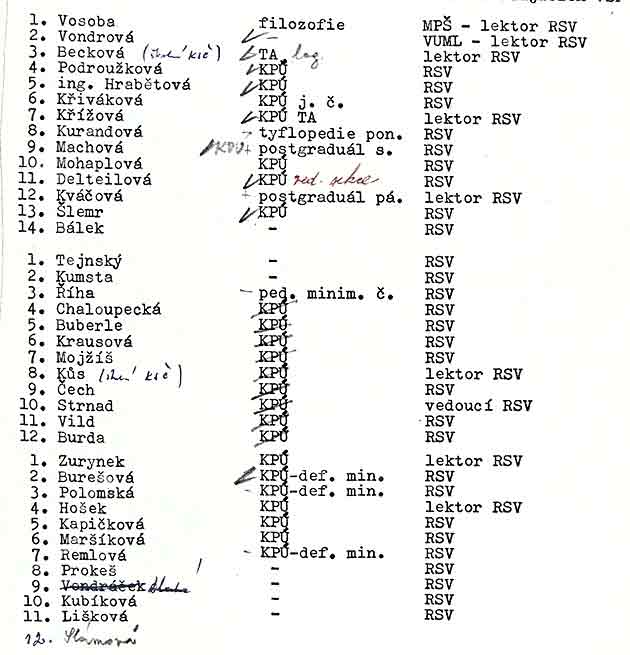 1. Vosoba filozofie MPŠ - lektor RSV
2. Vondrová - VUML - lektor RSV
3. Becková TA lektor RSV
4. Podroužková KPÚ RSV
5. ing. Hrabětová KPÚ RSV
6. Křiváková KPÚ j. č. RSV
7. Křížová KPÚ TA lektor RSV
8. Kurandová tyflopedie pon. RSV
9. Machová KPÚ+ postgraduál s. RSV
10. Mohaplová KPÚ RSV
11. Delteilová KPÚ red. sekce RSV
12. Kváčová + postgraduál pá. lektor RSV
13. Šlemr KPÚ RSV
14. Bálek - RSV
1. Tejnský - RSV
2. Kumsta - RSV
3. Říha - ped. minim. č. RSV
4. Chaloupecká KPÚ RSV
5. Buberle KPÚ RSV
6. Krausová KPÚ RSV
7. Mojžíš KPÚ RSV
8. Kůs KPÚ lektor RSV
9. Čech KPÚ RSV
10. Strnad KPÚ vedoucí RSV
11. Vild KPÚ RSV
12. Burda KPÚ RSV
1. Zurynek KPÚ lektor RSV
2. Burešová KPÚ-def. min. RSV
3. Polomská - KPÚ-def. min. RSV
4. Hošek KPÚ lektor RSV
5. Kapičková KPÚ RSV
6. Maršíková KPÚ RSV
7. Remlová - KPÚ-def. min. RSV
8. Prokeš - RSV
9. Vondráček - RSV
10. Kubíková - RSV
11. Lišková - RSV
12. Slámová